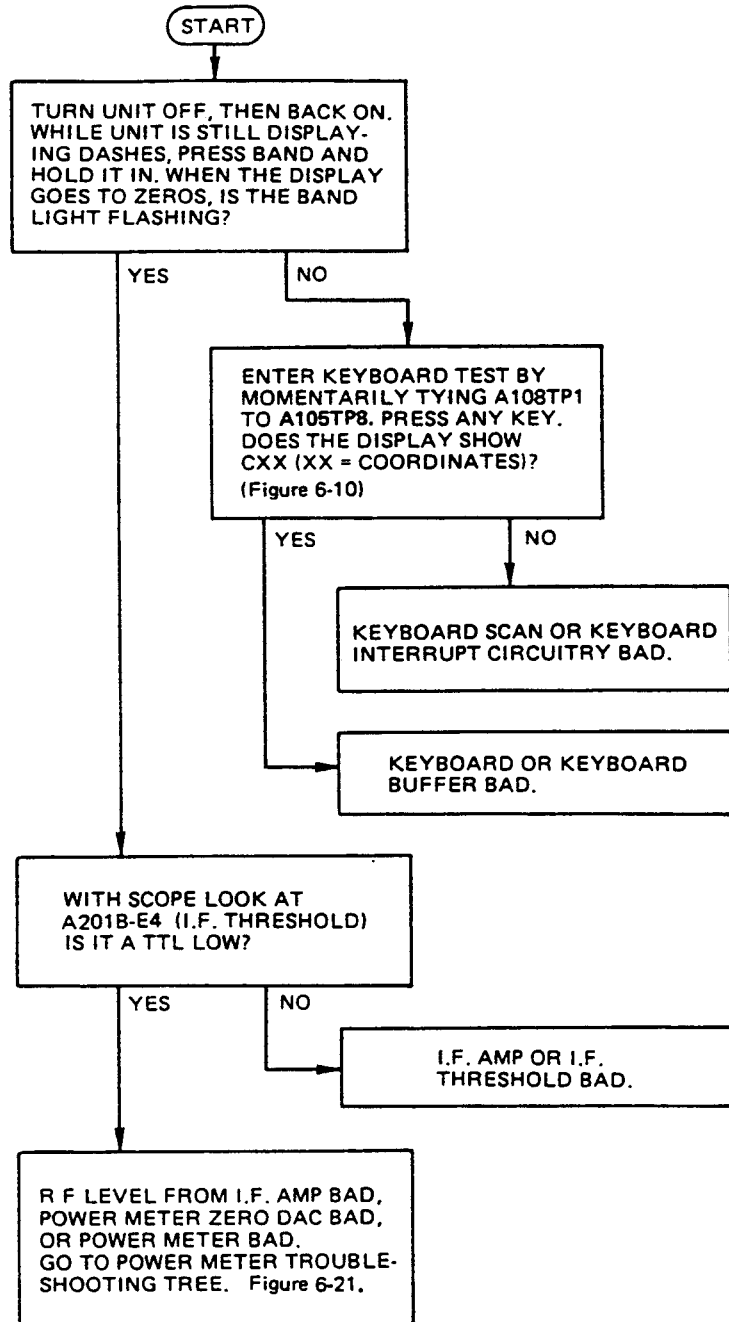 START
TURN UNIT OFF, THEN BACK ON.
WHILE UNIT IS STILL DISPLAY-
ING DASHES, PRESS BAND AND
HOLD IT IN. WHEN THE DISPLAY
GOES TO ZEROS, IS THE BAND
LIGHT FLASHING?
YES
NO
ENTER KEYBOARD TEST BY
MOMENTARILY TYING A108TP1
TO A105TP8. PRESS ANY KEY.
DOES THE DISPLAY SHOW
CXX (XX = COORDINATES)?
(Figure 6-10)
YES
NO
KEYBOARD SCAN OR KEYBOARD
INTERRUPT CIRCUITRY BAD.
KEYBOARD OR KEYBOARD
BUFFER BAD.
WITH SCOPE LOOK AT
A201B-E4 (I.F. THRESHOLD)
IS IT A TTL LOW?
YES
NO
I.F. AMP OR I.F.
THRESHOLD BAD.
R F LEVEL FROM I.F. AMP BAD,
POWER METER ZERO DAC BAD,
OR POWER METER BAD.
GO TO POWER METER TROUBLE-
SHOOTING TREE. Figure 6-21.